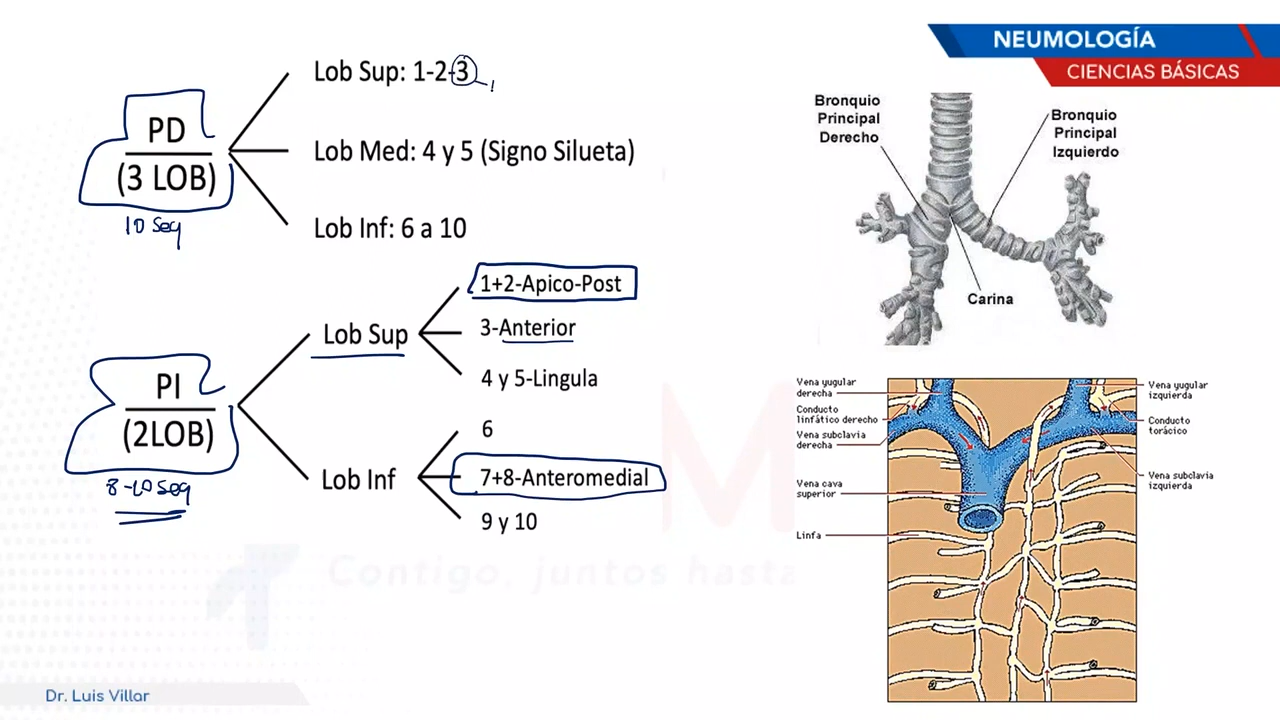 NEUMOLOGÍA
CIENCIAS BÁSICAS
PD
(3 LOB)
10 Seg
Lob Sup: 1-2-3
Lob Med: 4 y 5 (Signo Silueta)
Lob Inf: 6 a 10
PI
(2LOB)
8-10 Seg
Lob Sup
1+2-Apico-Post
3-Anterior
4 y 5-Lingula
Lob Inf
6
7+8-Anteromedial
9 y 10
Bronquio
Principal
Derecho
Bronquio
Principal
Izquierdo
Carina
Vena yugular
derecha
Conducto
linfático derecho
Vena subclavia
derecha
Vena cava
superior
Linfa
Vena yugular
izquierda
Conducto
torácico
Vena subclavia
izquierda
M
Contigo, juntos hasta
Dr. Luis Villar